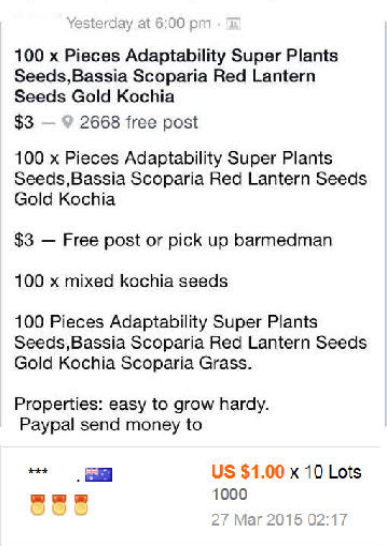 Yesterday at 6:00 pm ·
100 x Pieces Adaptability Super Plants
Seeds,Bassia Scoparia Red Lantern
Seeds Gold Kochia
$3 — 2668 free post
100 x Pieces Adaptability Super Plants
Seeds,Bassia Scoparia Red Lantern Seeds
Gold Kochia
$3 — Free post or pick up barmedman
100 x mixed kochia seeds
100 Pieces Adaptability Super Plants
Seeds,Bassia Scoparia Red Lantern Seeds
Gold Kochia Scoparia Grass.
Properties: easy to grow hardy.
Paypal send money to
*** .
US $1.00 x 10 Lots
1000
27 Mar 2015 02:17